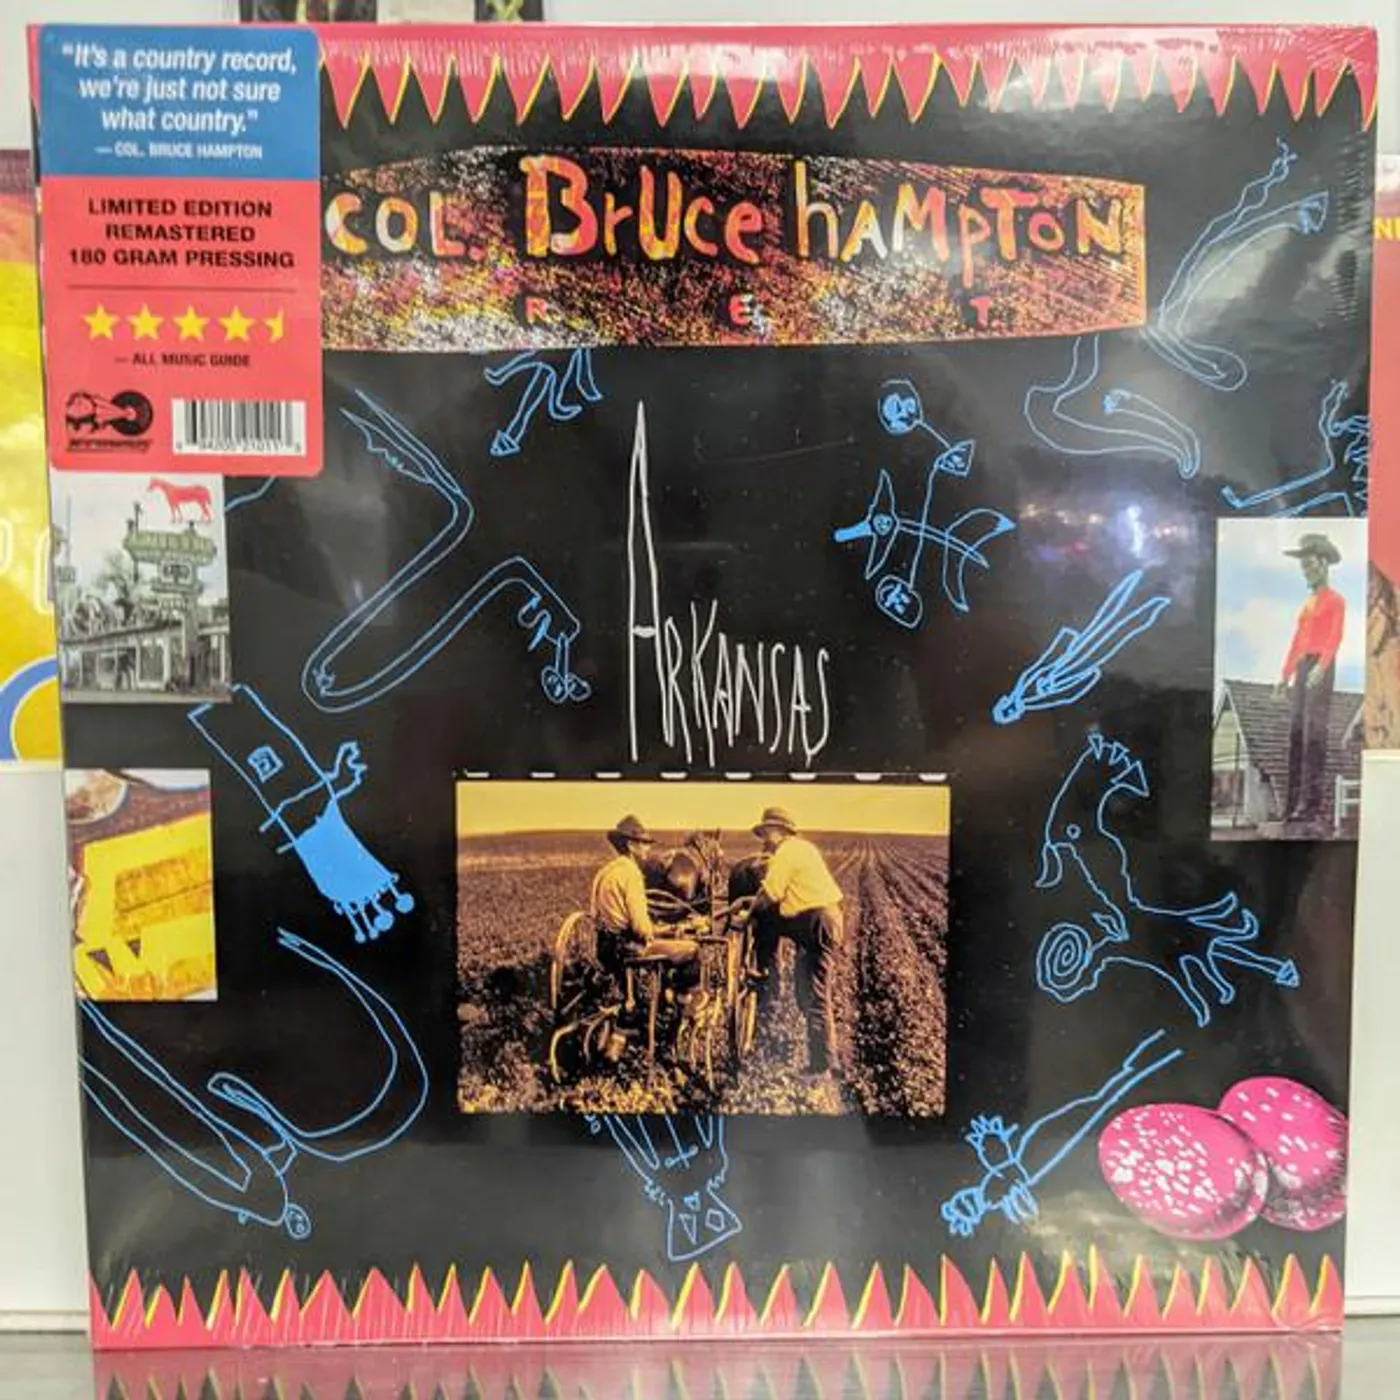 "It's a country record,
we're just not sure
what country."
— COL. BRUCE HAMPTON
LIMITED EDITION
REMASTERED
180 GRAM PRESSING
— ALL MUSIC GUIDE
COL. BrUce hAMpTON
R E T.
ARKANSAS